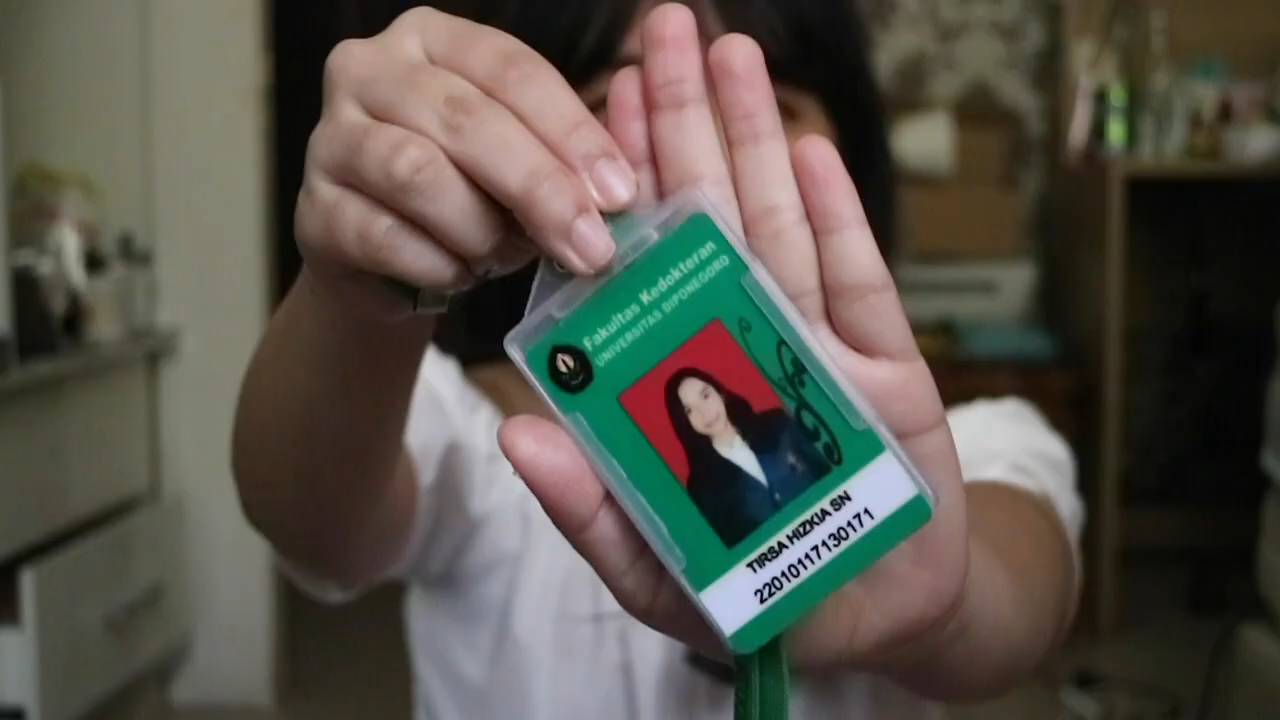 Fakultas Kedokteran
UNIVERSITAS DIPONEGORO
TIRSA HIZKIA SN
22010117130171